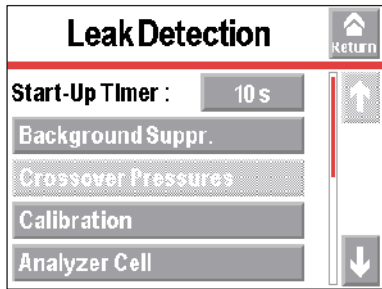 Leak Detection
Return
Start-Up TImer : 10 s
Background Suppr.
Crossover Pressures
Calibration
Analyzer Cell